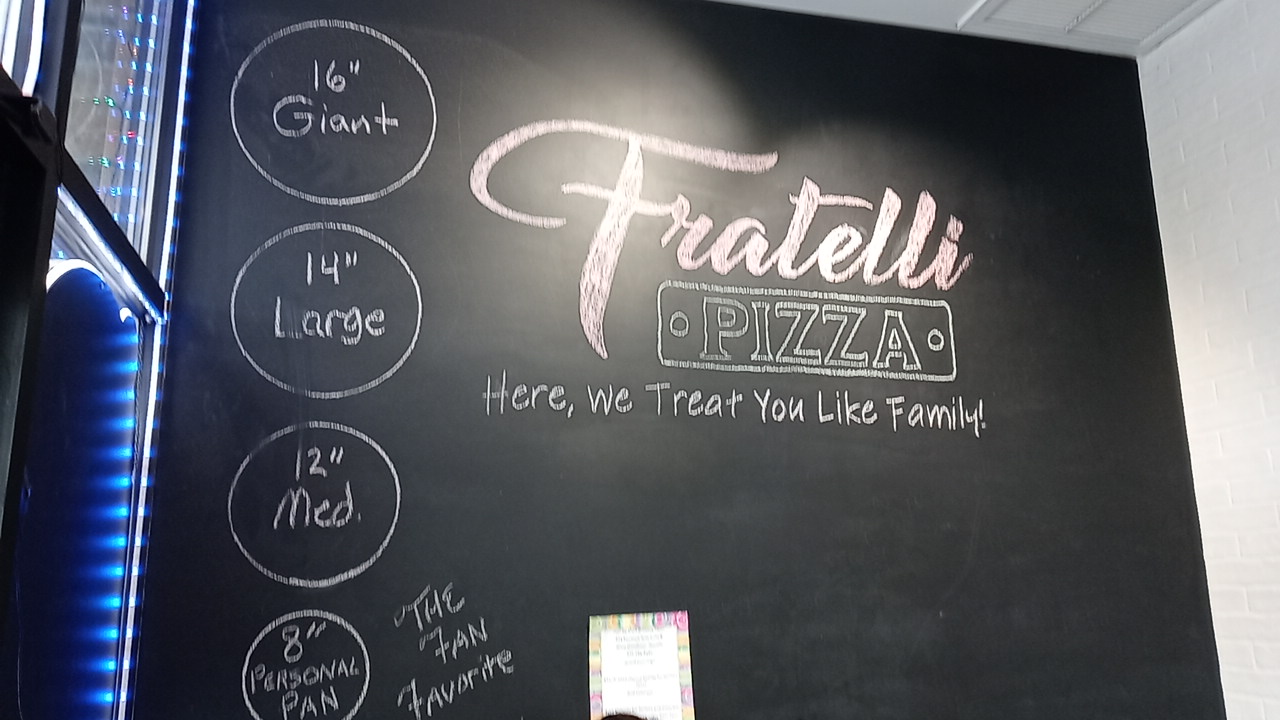 16"
Giant
14"
Large
12"
Med.
8"
PERSONAL
PAN
THE
FAN
FAVORITE
Fratelli
PIZZA
Here, We Treat You Like Family!